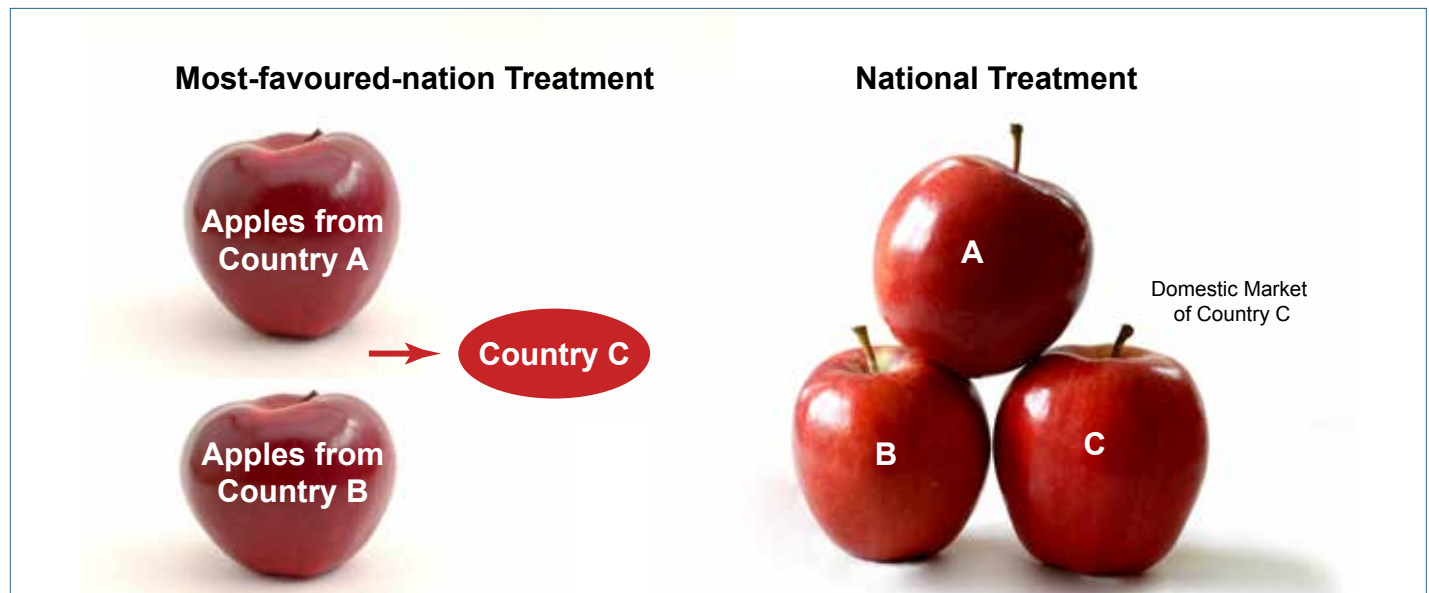 Most-favoured-nation Treatment
Apples from
Country A
Country C
Apples from
Country B
National Treatment
A
Domestic Market
of Country C
B
C